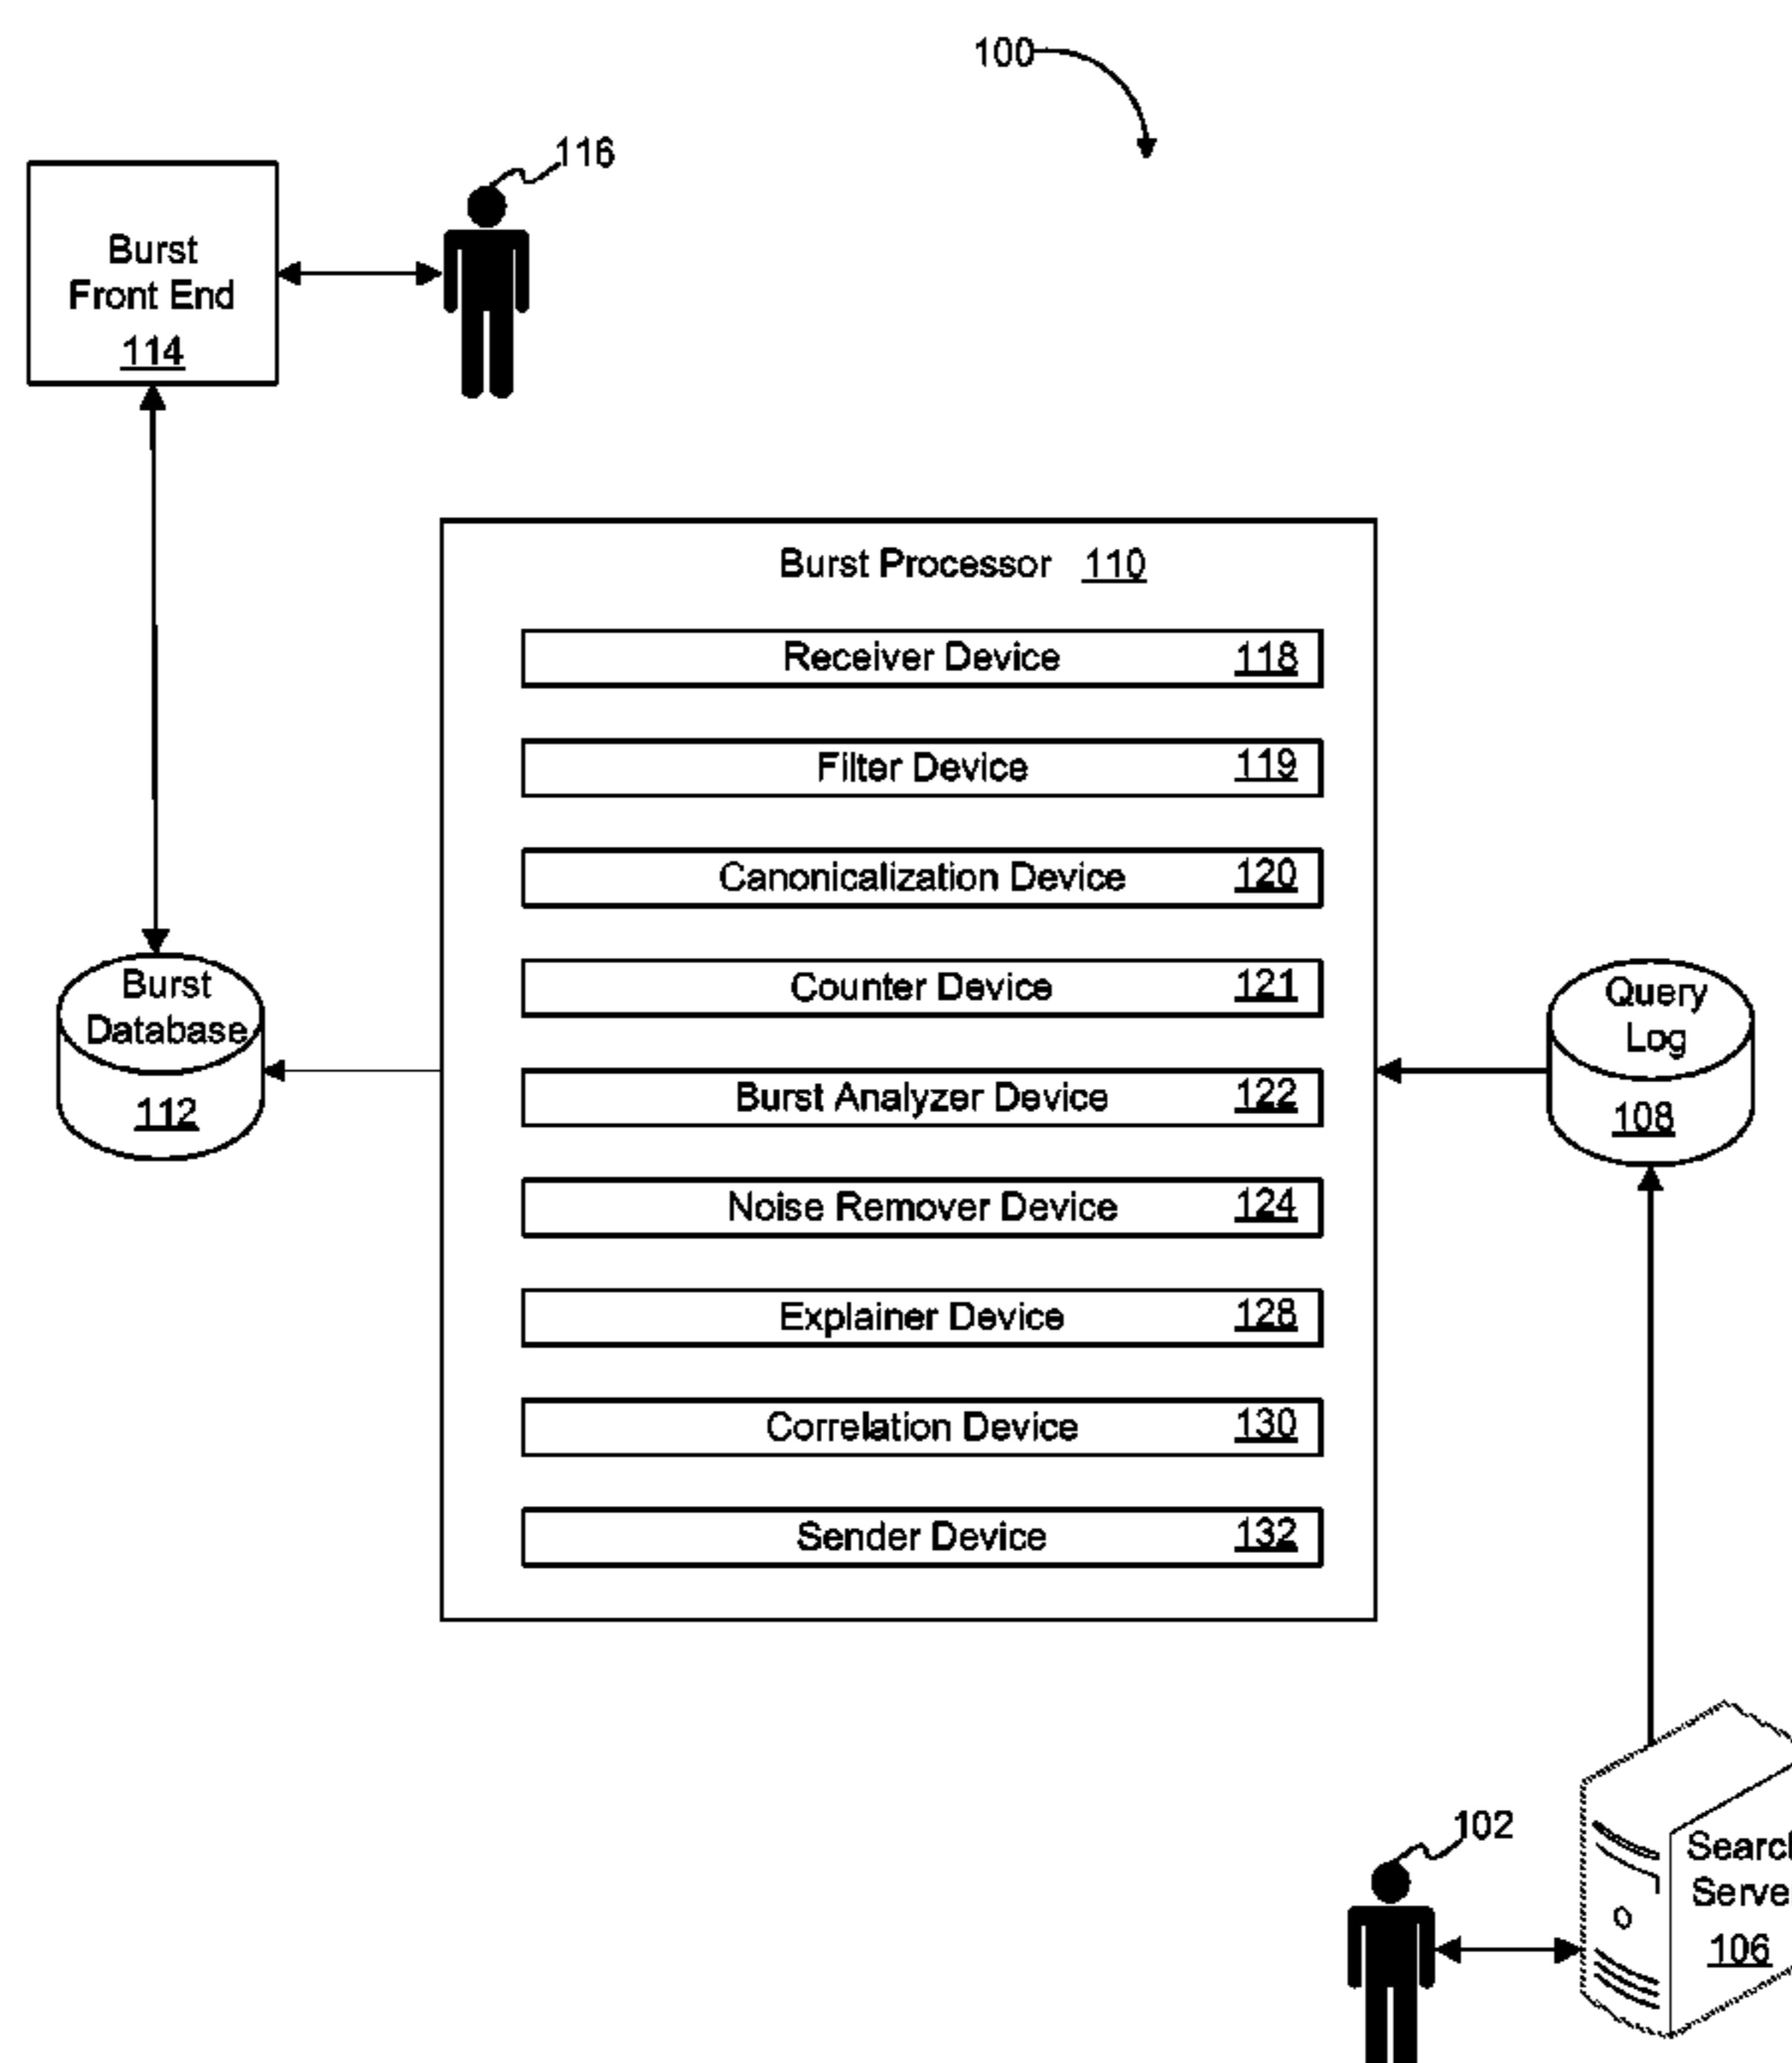 100
116
Burst
Front End
114
Burst Processor 110
Receiver Device 118
Filter Device 119
Canonicalization Device 120
Counter Device 121
Burst Analyzer Device 122
Noise Remover Device 124
Explainer Device 128
Correlation Device 130
Sender Device 132
Burst
Database
112
Query
Log
108
102
Search
Serve
106